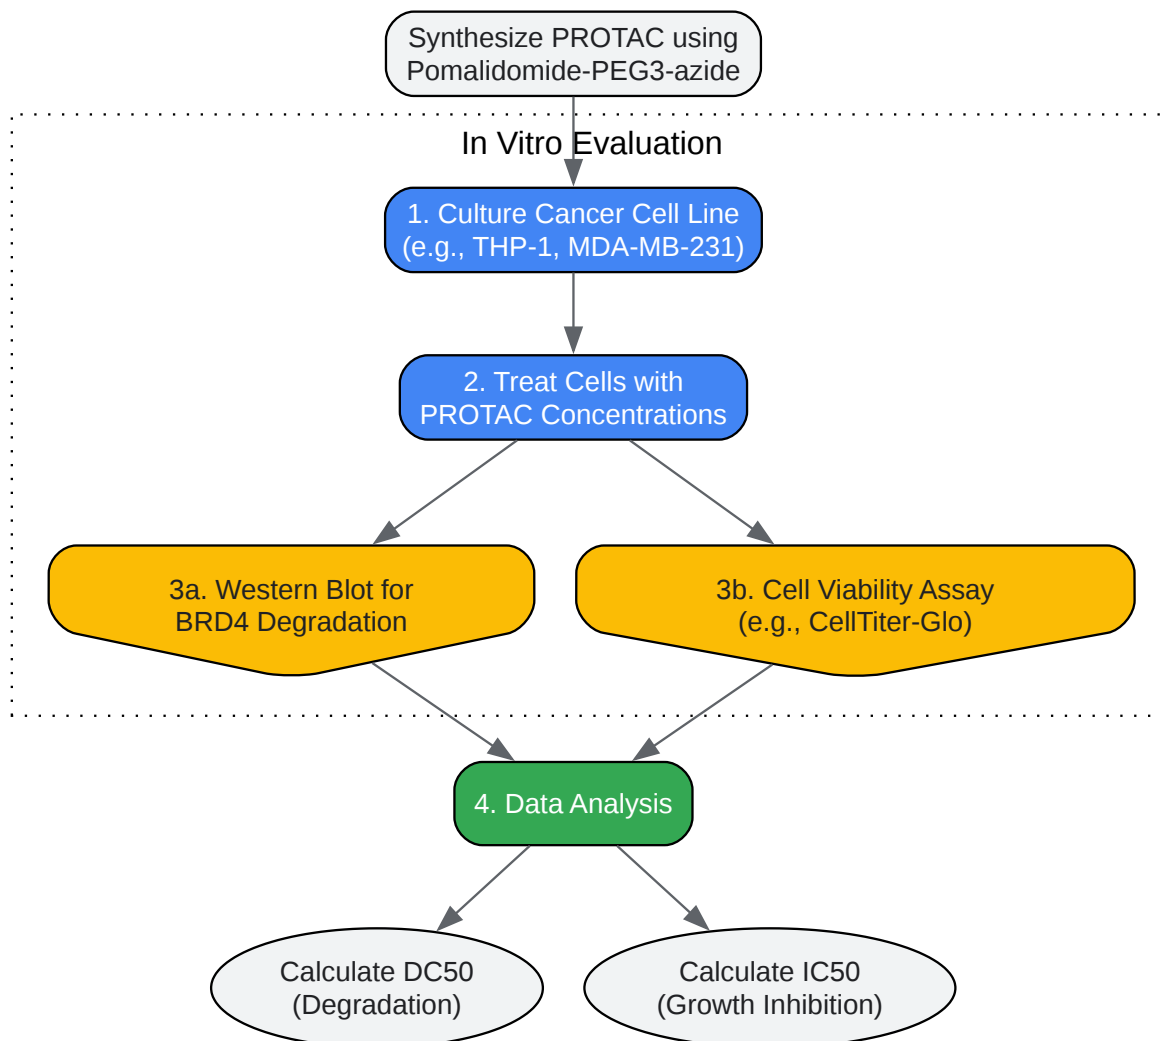 Synthesize PROTAC using
Pomalidomide-PEG3-azide
In Vitro Evaluation
1. Culture Cancer Cell Line
(e.g., THP-1, MDA-MB-231)
2. Treat Cells with
PROTAC Concentrations
3a. Western Blot for
BRD4 Degradation
3b. Cell Viability Assay
(e.g., CellTiter-Glo)
4. Data Analysis
Calculate DC50
(Degradation)
Calculate IC50
(Growth Inhibition)